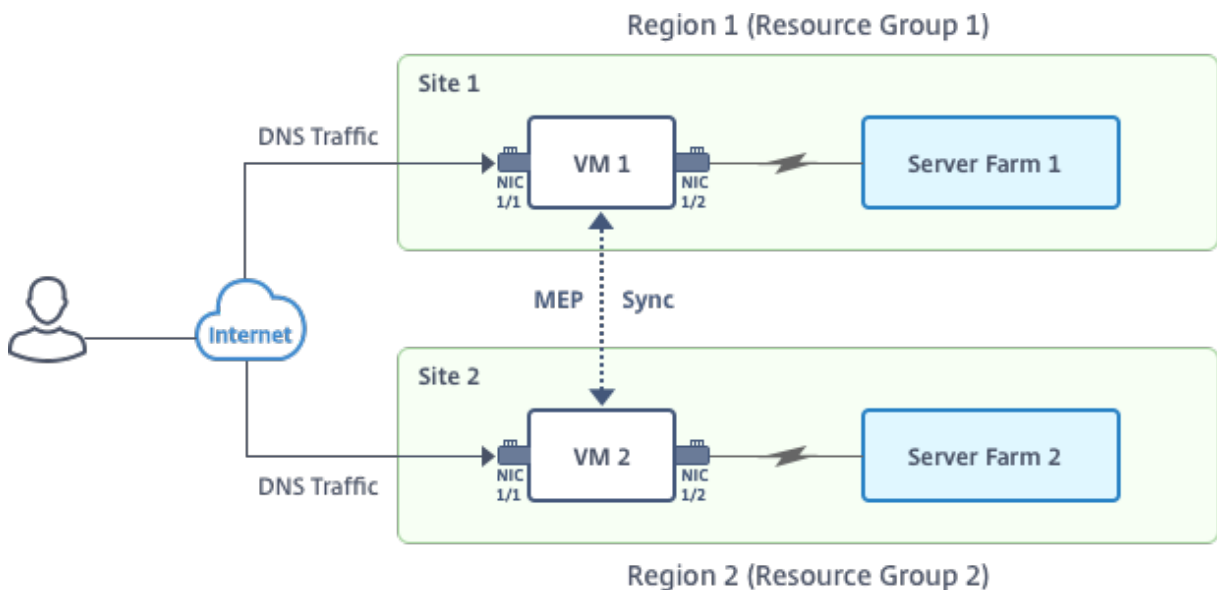 Region 1 (Resource Group 1)
Site 1
DNS Traffic
VM 1
NIC
1/1
NIC
1/2
Server Farm 1
MEP Sync
Internet
Site 2
DNS Traffic
VM 2
NIC
1/1
NIC
1/2
Server Farm 2
Region 2 (Resource Group 2)